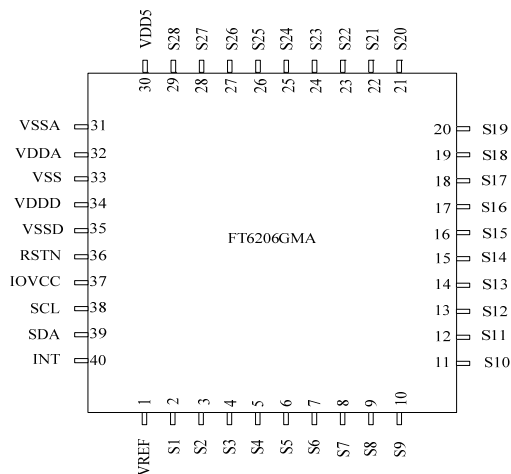 VDD5 S28 S27 S26 S25 S24 S23 S22 S21 S20
30 29 28 27 26 25 24 23 22 21
VSSA 31 20 S19
VDDA 32 19 S18
VSS 33 18 S17
VDDD 34 17 S16
VSSD 35 16 S15
FT6206GMA
RSTN 36 15 S14
IOVCC 37 14 S13
SCL 38 13 S12
SDA 39 12 S11
INT 40 11 S10
1 2 3 4 5 6 7 8 9 10
VREF S1 S2 S3 S4 S5 S6 S7 S8 S9